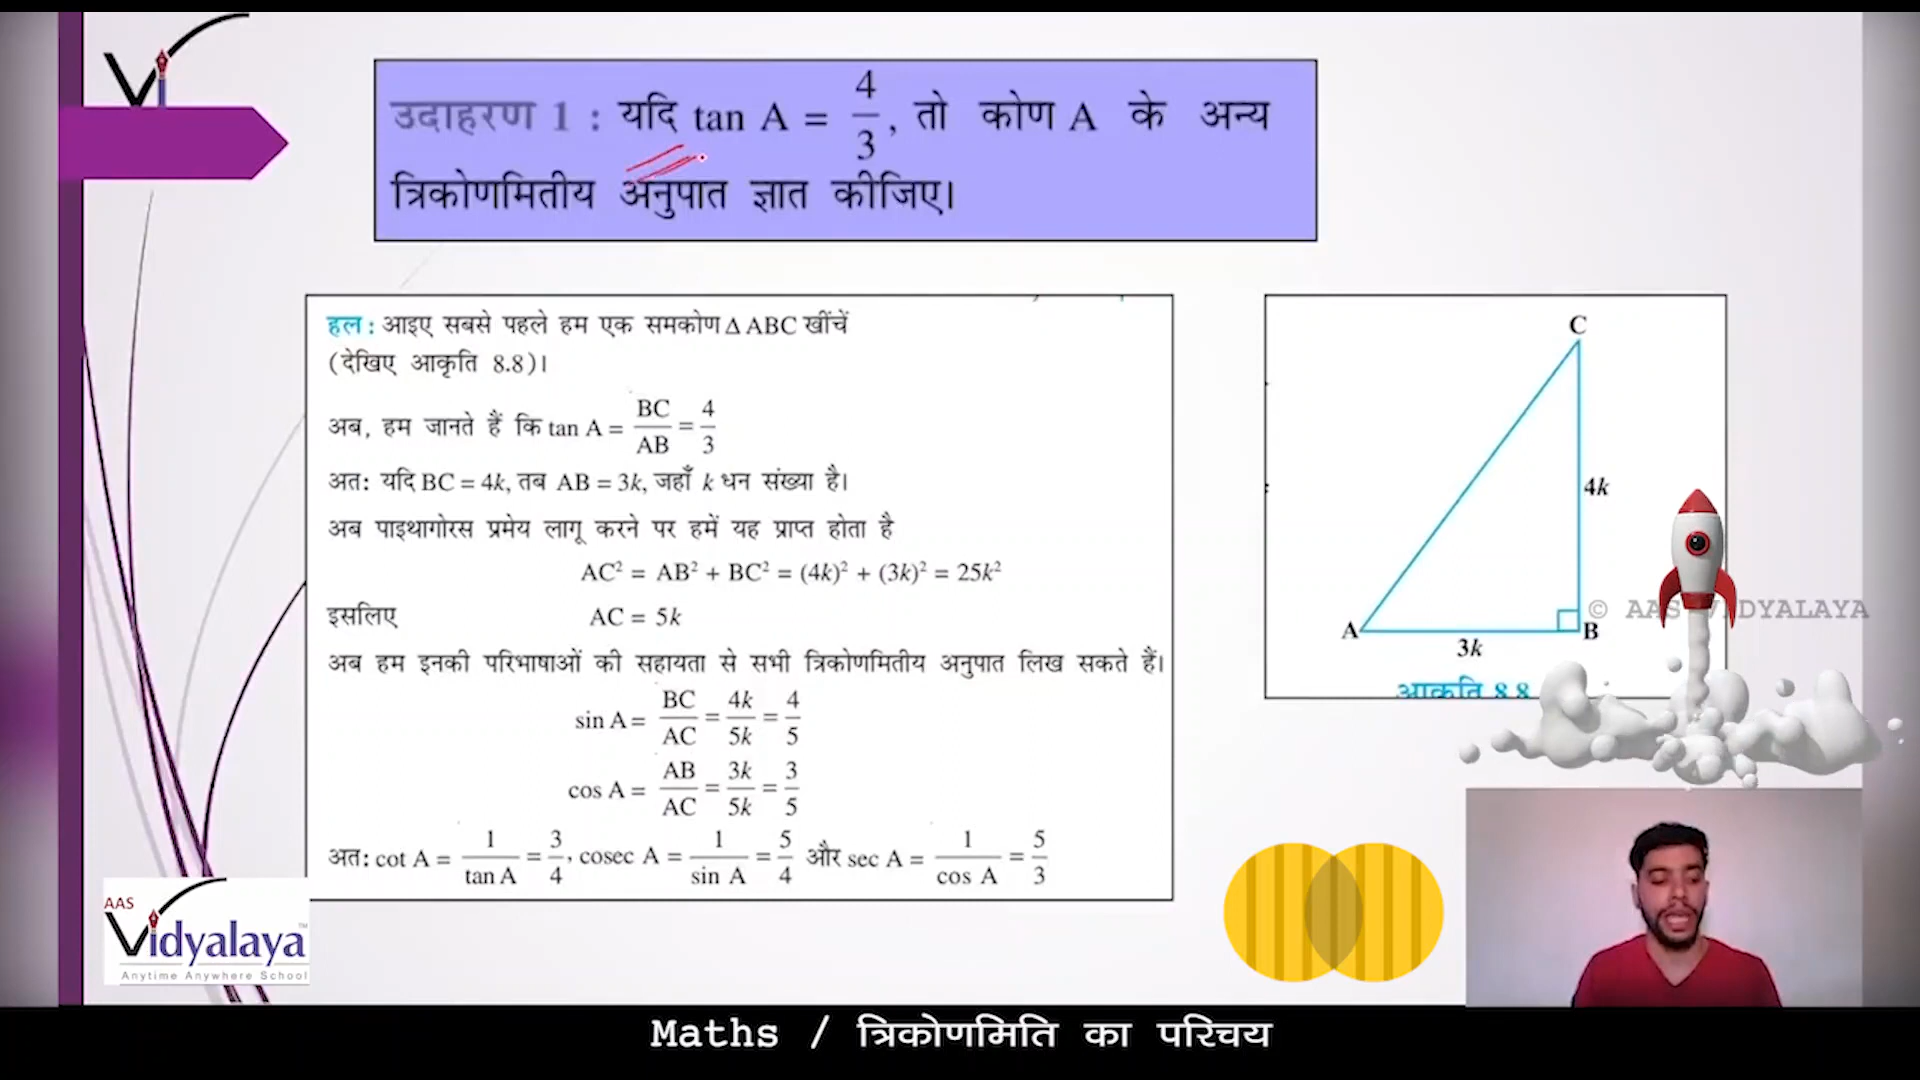 उदाहरण 1 : यदि tan A = 4/3, तो कोण A के अन्य
त्रिकोणमितीय अनुपात ज्ञात कीजिए।
हल : आइए सबसे पहले हम एक समकोण Δ ABC खींचें
(देखिए आकृति 8.8)।
अब, हम जानते हैं कि tan A = BC/AB = 4/3
अतः यदि BC = 4k, तब AB = 3k, जहाँ k धन संख्या है।
अब पाइथागोरस प्रमेय लागू करने पर हमें यह प्राप्त होता है
AC² = AB² + BC² = (4k)² + (3k)² = 25k²
इसलिए AC = 5k
अब हम इनकी परिभाषाओं की सहायता से सभी त्रिकोणमितीय अनुपात लिख सकते हैं।
sin A = BC/AC = 4k/5k = 4/5
cos A = AB/AC = 3k/5k = 3/5
अतः cot A = 1/tan A = 3/4, cosec A = 1/sin A = 5/4 और sec A = 1/cos A = 5/3
C
4k
A
B
3k
आकृति 8.8
© AAS VIDYALAYA
AAS
Vidyalaya™
Anytime Anywhere School
Maths / त्रिकोणमिति का परिचय